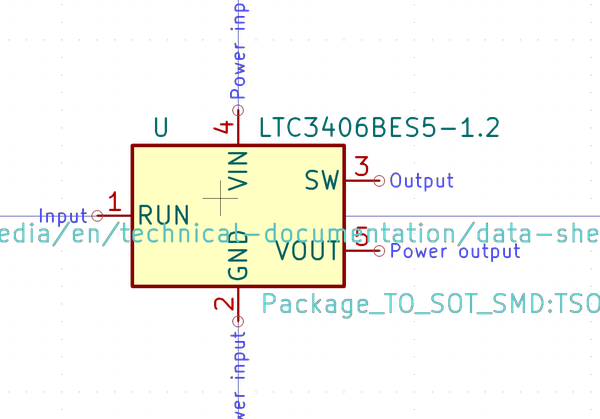 Power inp
U
4
LTC3406BES5-1.2
VIN
SW
3
Output
Input
1
RUN
edia/en/technical-documentation/data-she
GND
VOUT
5
Power output
2
Package_TO_SOT_SMD:TSO
wer input